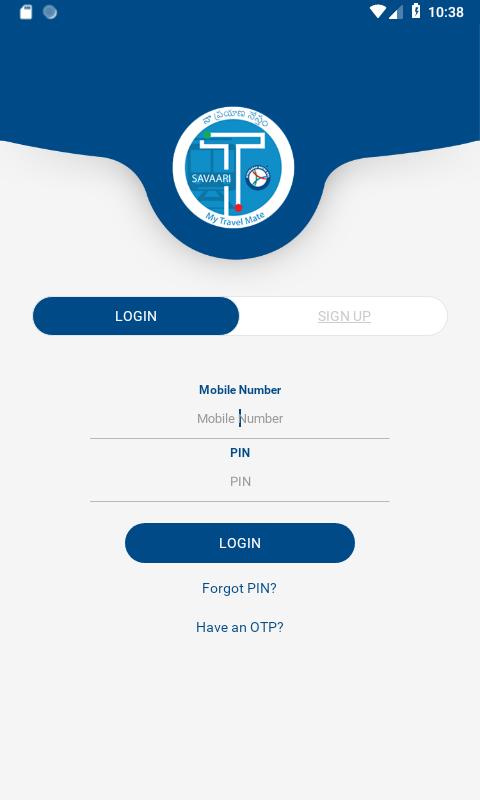 10:38
నా ప్రయాణ నేస్తం
SAVAARI
My Travel Mate
LOGIN SIGN UP
Mobile Number
Mobile Number
PIN
PIN
LOGIN
Forgot PIN?
Have an OTP?